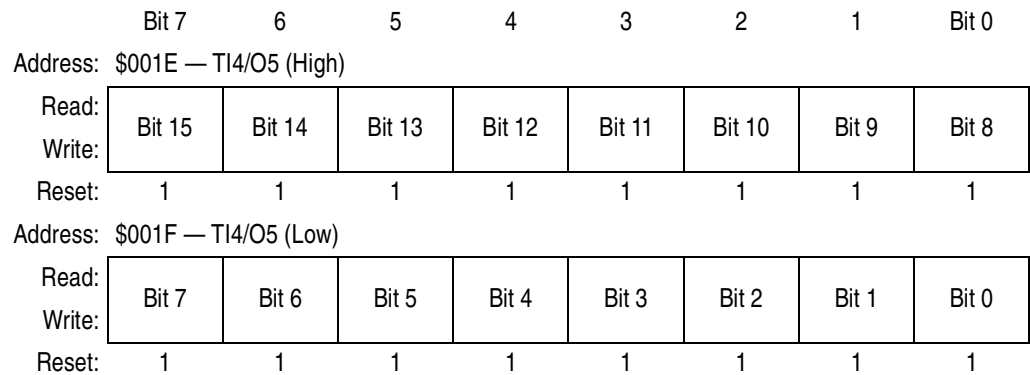 Bit 7 6 5 4 3 2 1 Bit 0
Address: $001E — TI4/O5 (High)
Read:
Bit 15 Bit 14 Bit 13 Bit 12 Bit 11 Bit 10 Bit 9 Bit 8
Write:
Reset: 1 1 1 1 1 1 1 1
Address: $001F — TI4/O5 (Low)
Read:
Bit 7 Bit 6 Bit 5 Bit 4 Bit 3 Bit 2 Bit 1 Bit 0
Write:
Reset: 1 1 1 1 1 1 1 1